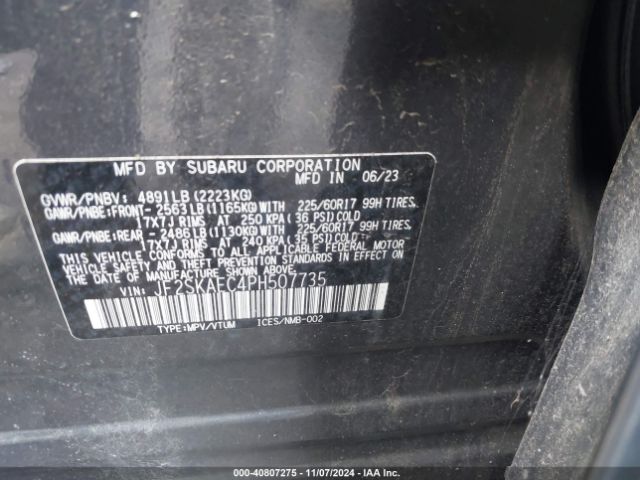 MFD BY SUBARU CORPORATION
MFD IN 06/23
GVWR/PNBV: 4891LB (2223KG)
GAWR/PNBE:FRONT- 2563LB (1165KG)WITH 225/60R17 99H TIRES,
17X7J RIMS, AT 250 KPA(36 PSI)COLD
GAWR/PNBE:REAR - 2486LB (1130KG)WITH 225/60R17 99H TIRES,
17X7J RIMS, AT 240 KPA(35 PSI)COLD
THIS VEHICLE CONFORMS TO ALL APPLICABLE FEDERAL MOTOR
VEHICLE SAFETY AND THEFT PREVENTION STANDARDS IN EFFECT ON
THIS DATE OF MANUFACTURE SHOWN ABOVE.
VIN: JF2SKAEC4PH507735
TYPE:MPV/VTUM ICES/NMB-002
000-40807275 - 11/07/2024 - IAA Inc.